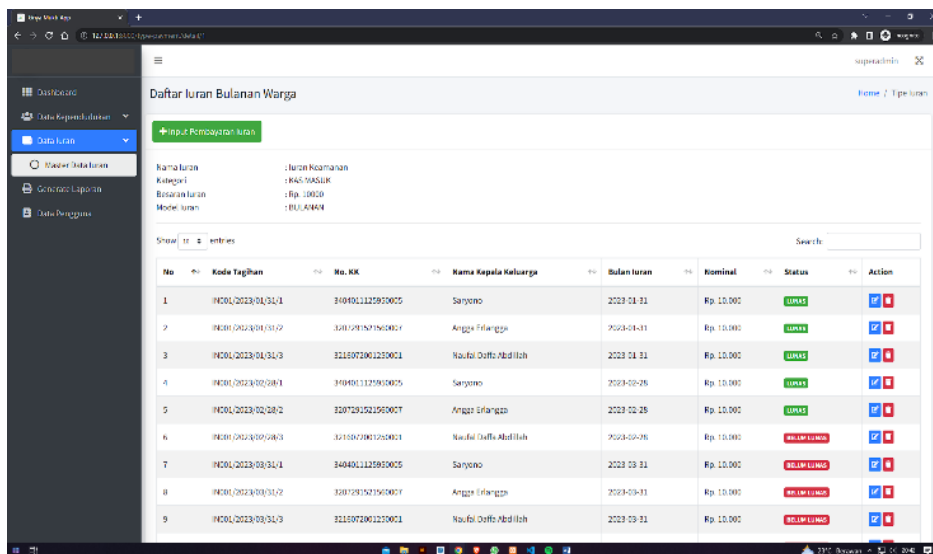 superadmin
Dashboard
Daftar Iuran Bulanan Warga
Home / Tipe Iuran
Data Kependudukan
Data Iuran
+Input Pembayaran Iuran
Master Data Iuran
Nama Iuran : Iuran Keamanan
Kategori : KAS MASUK
Generate Laporan
Besaran Iuran : Rp. 10000
Model Iuran : BULANAN
Data Pengguna
Show 10 entries
Search:
No Kode Tagihan No. KK Nama Kepala Keluarga Bulan Iuran Nominal Status Action
1 IN001/2023/01/31/1 3404011125950005 Saryono 2023-01-31 Rp. 10.000 LUNAS
2 IN001/2023/01/31/2 3207291521560007 Angga Erlangga 2023-01-31 Rp. 10.000 LUNAS
3 IN001/2023/01/31/3 3216072001250001 Naufal Daffa Abdillah 2023-01-31 Rp. 10.000 LUNAS
4 IN001/2023/02/28/1 3404011125950005 Saryono 2023-02-28 Rp. 10.000 LUNAS
5 IN001/2023/02/28/2 3207291521560007 Angga Erlangga 2023-02-28 Rp. 10.000 LUNAS
6 IN001/2023/02/28/3 3216072001250001 Naufal Daffa Abdillah 2023-02-28 Rp. 10.000 BELUM LUNAS
7 IN001/2023/03/31/1 3404011125950005 Saryono 2023-03-31 Rp. 10.000 BELUM LUNAS
8 IN001/2023/03/31/2 3207291521560007 Angga Erlangga 2023-03-31 Rp. 10.000 BELUM LUNAS
9 IN001/2023/03/31/3 3216072001250001 Naufal Daffa Abdillah 2023-03-31 Rp. 10.000 BELUM LUNAS
23°C Berawan